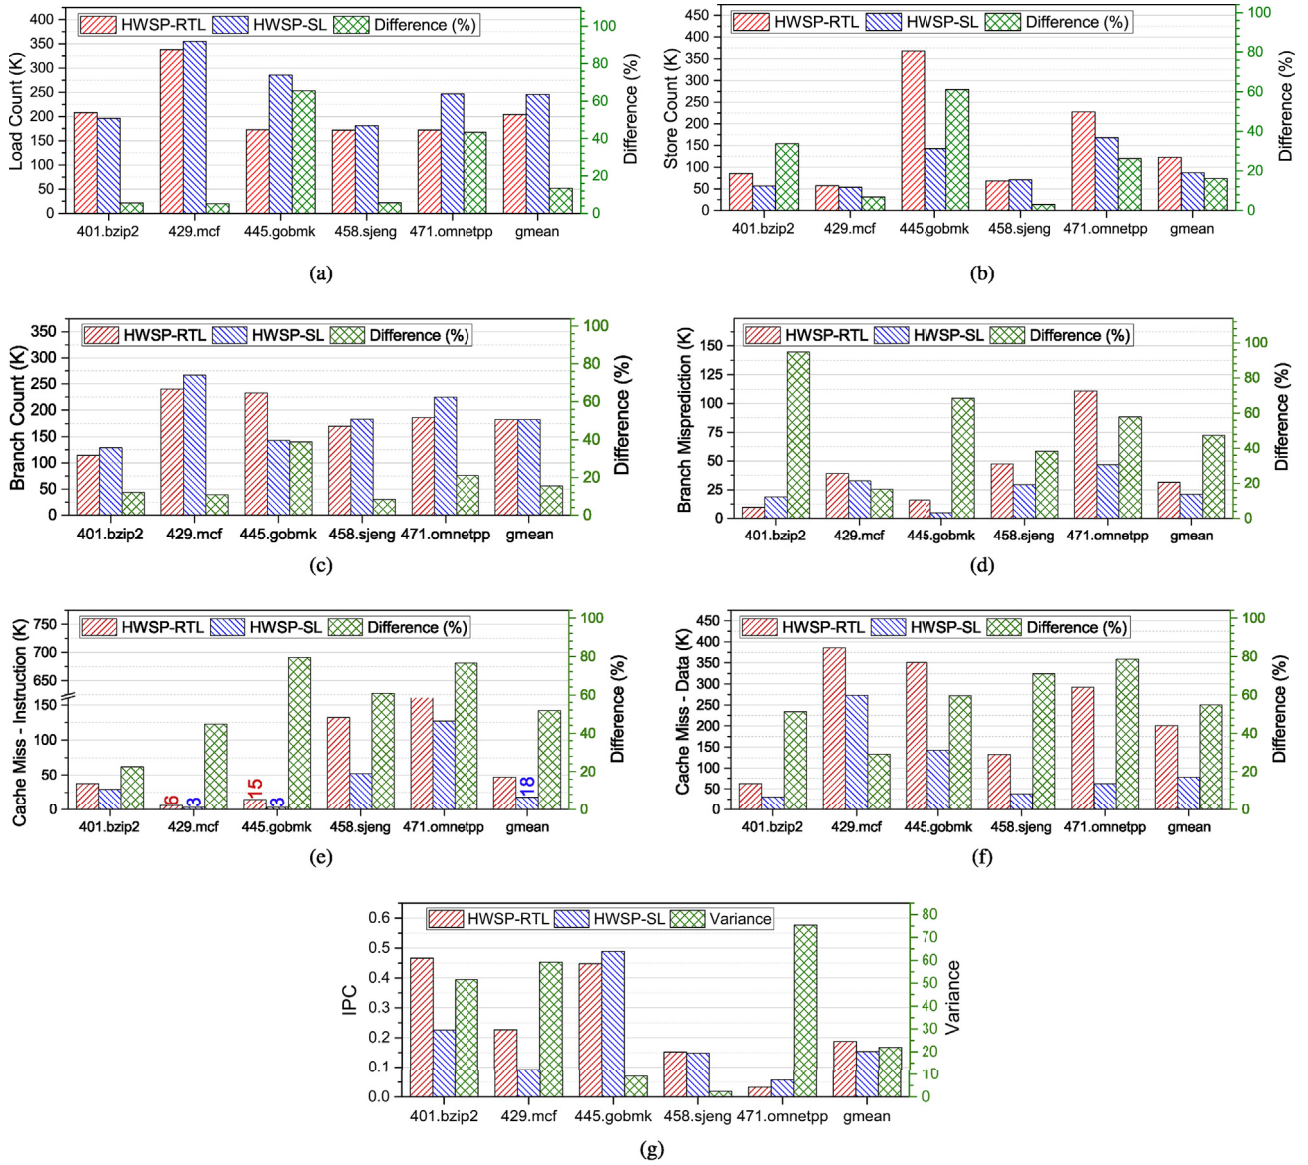 HWSP-RTL HWSP-SL Difference (%)
Load Count (K)
400
350
300
250
200
150
100
50
0
100
80
60
40
20
0
Difference (%)
401.bzip2 429.mcf 445.gobmk 458.sjeng 471.omnetpp gmean
(a)
HWSP-RTL HWSP-SL Difference (%)
Store Count (K)
450
400
350
300
250
200
150
100
50
0
100
80
60
40
20
0
Difference (%)
401.bzip2 429.mcf 445.gobmk 458.sjeng 471.omnetpp gmean
(b)
HWSP-RTL HWSP-SL Difference (%)
Branch Count (K)
350
300
250
200
150
100
50
0
100
80
60
40
20
0
Difference (%)
401.bzip2 429.mcf 445.gobmk 458.sjeng 471.omnetpp gmean
(c)
HWSP-RTL HWSP-SL Difference (%)
Branch Misprediction (K)
150
125
100
75
50
25
0
100
80
60
40
20
0
Difference (%)
401.bzip2 429.mcf 445.gobmk 458.sjeng 471.omnetpp gmean
(d)
HWSP-RTL HWSP-SL Difference (%)
Cache Miss - Instruction (K)
750
700
650
150
100
50
0
6 3 15 3 18
100
80
60
40
20
0
Difference (%)
401.bzip2 429.mcf 445.gobmk 458.sjeng 471.omnetpp gmean
(e)
HWSP-RTL HWSP-SL Difference (%)
Cache Miss - Data (K)
450
400
350
300
250
200
150
100
50
0
100
80
60
40
20
0
Difference (%)
401.bzip2 429.mcf 445.gobmk 458.sjeng 471.omnetpp gmean
(f)
HWSP-RTL HWSP-SL Variance
IPC
0.6
0.5
0.4
0.3
0.2
0.1
0.0
80
70
60
50
40
30
20
10
0
Variance
401.bzip2 429.mcf 445.gobmk 458.sjeng 471.omnetpp gmean
(g)